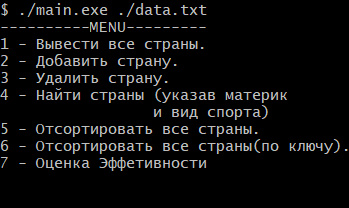 $ ./main.exe ./data.txt
----------MENU---------
1 - Вывести все страны.
2 - Добавить страну.
3 - Удалить страну.
4 - Найти страны (указав материк
и вид спорта)
5 - Отсортировать все страны.
6 - Отсортировать все страны(по ключу).
7 - Оценка Эффетивности